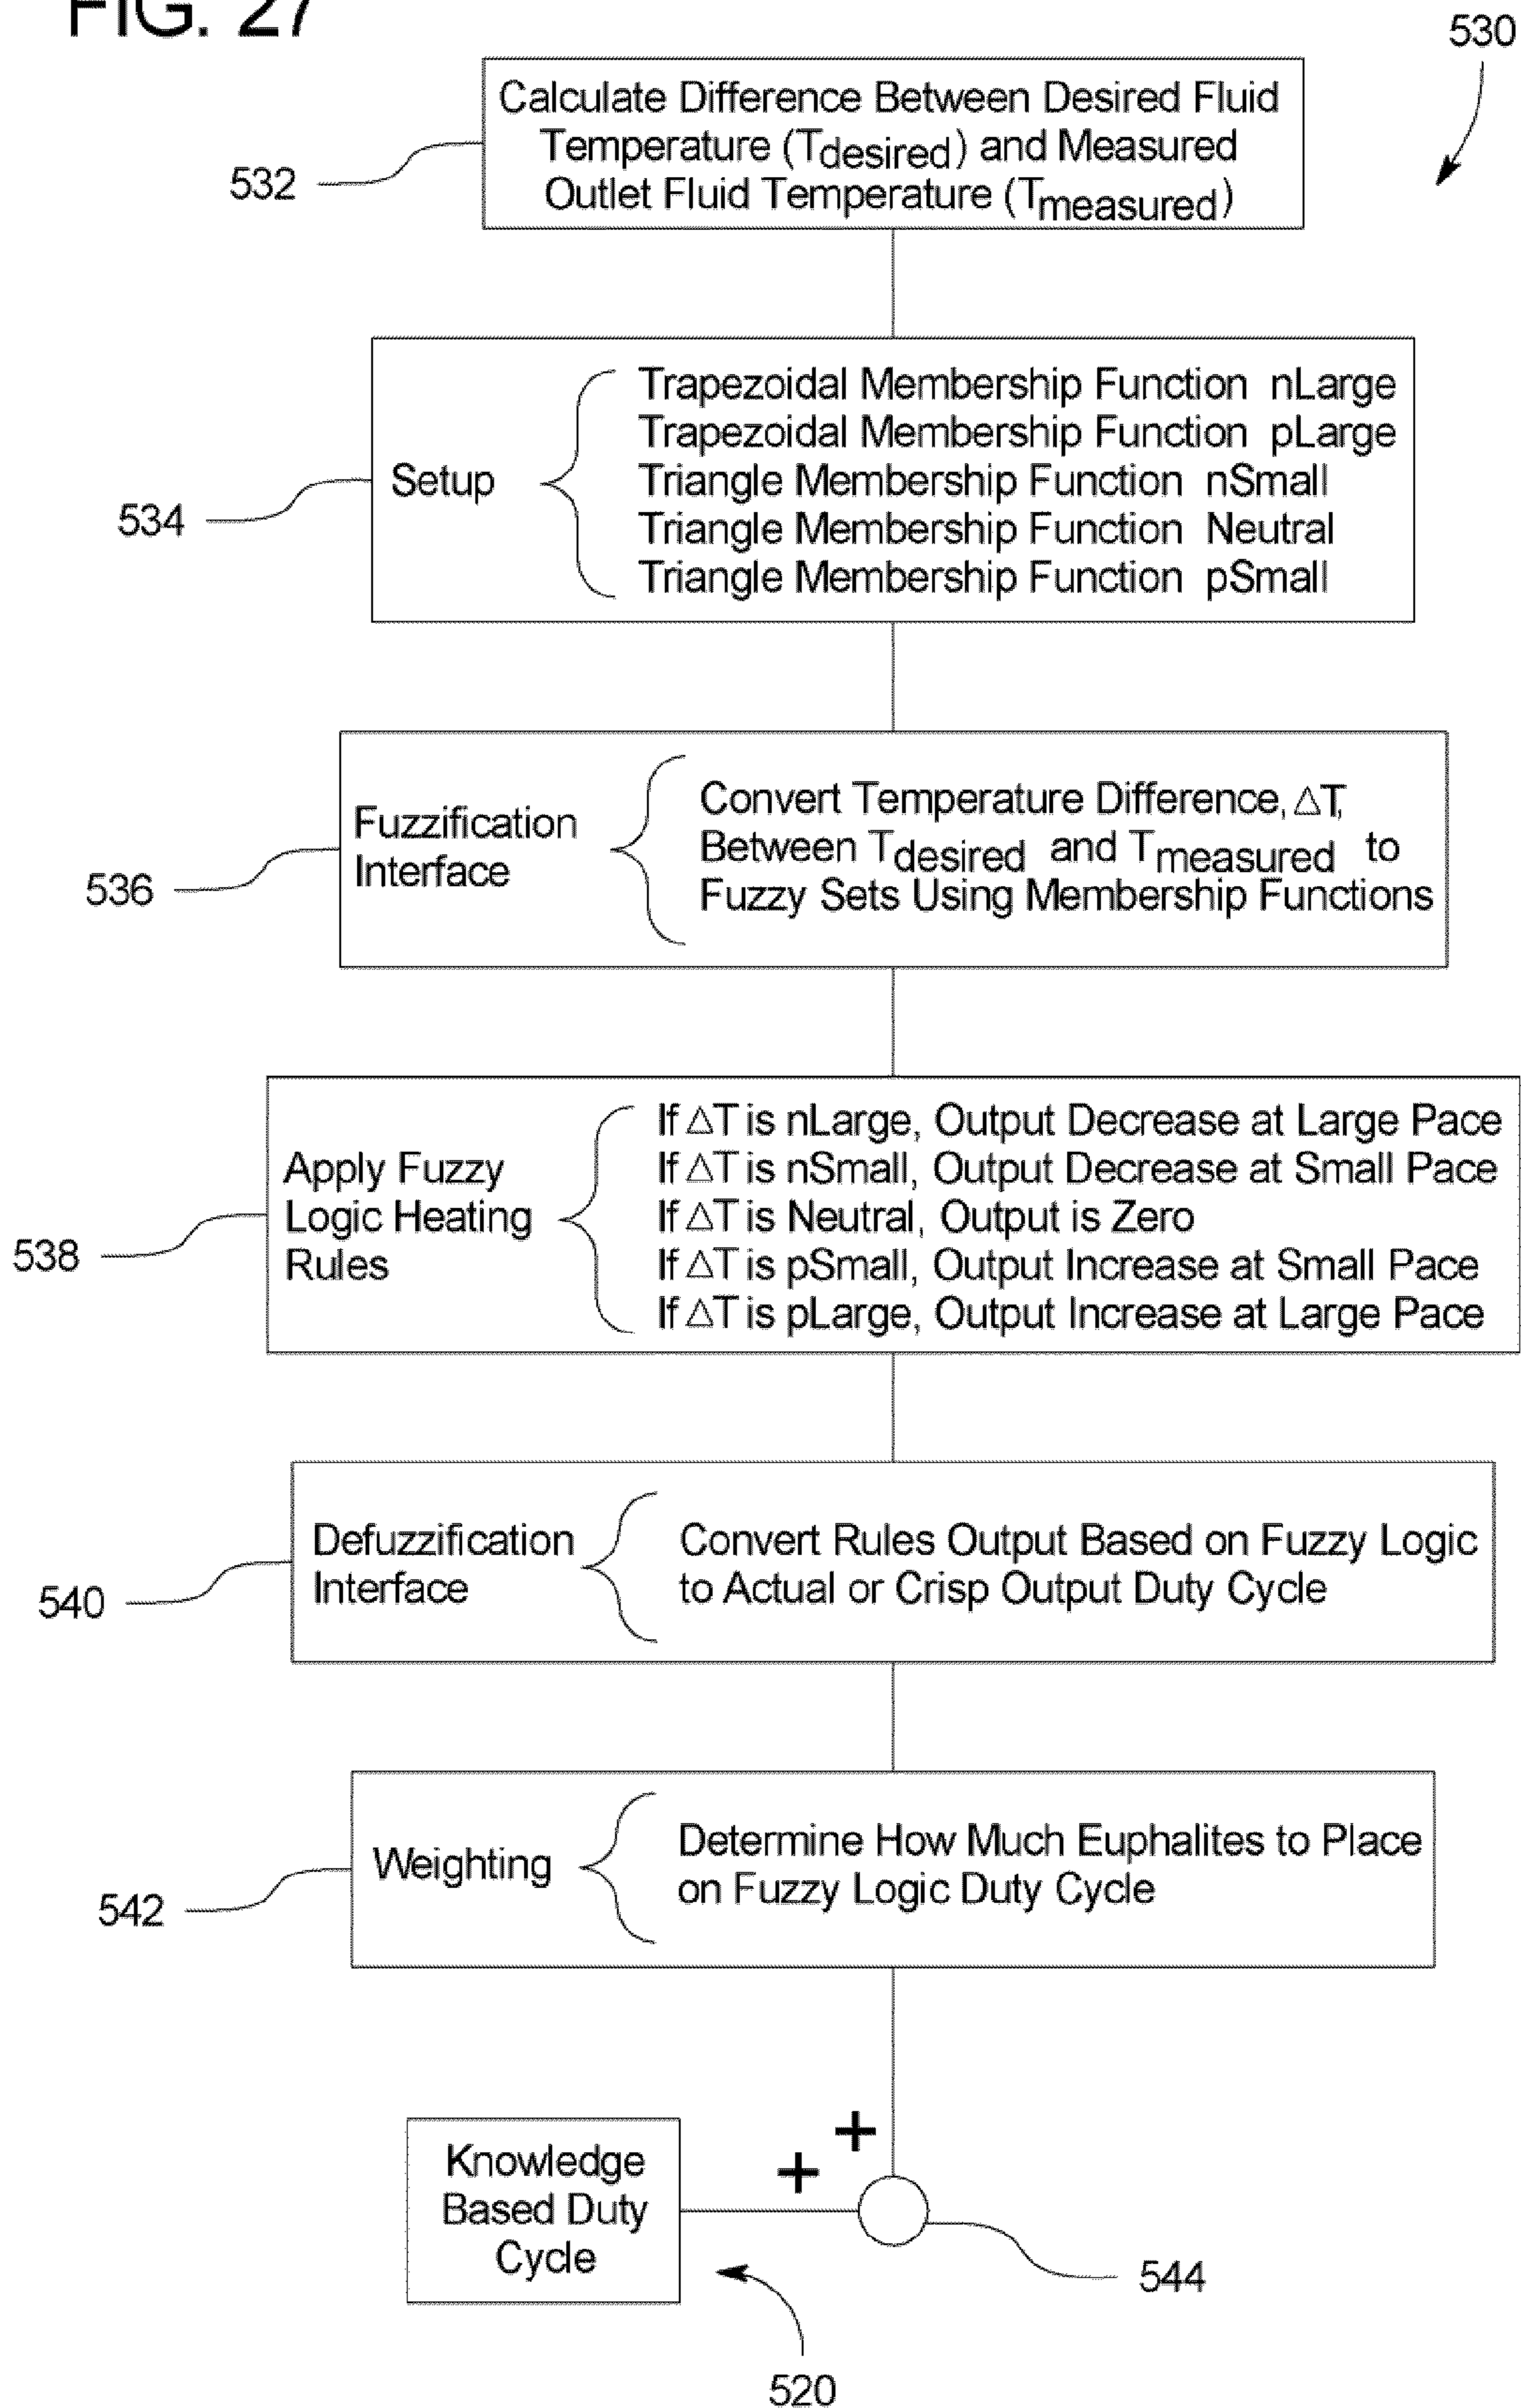 FIG. 27
530
Calculate Difference Between Desired Fluid
Temperature (Tdesired) and Measured
Outlet Fluid Temperature (Tmeasured)
532
Setup
Trapezoidal Membership Function nLarge
Trapezoidal Membership Function pLarge
Triangle Membership Function nSmall
Triangle Membership Function Neutral
Triangle Membership Function pSmall
534
Fuzzification
Interface
Convert Temperature Difference, △T,
Between Tdesired and Tmeasured to
Fuzzy Sets Using Membership Functions
536
Apply Fuzzy
Logic Heating
Rules
If △T is nLarge, Output Decrease at Large Pace
If △T is nSmall, Output Decrease at Small Pace
If △T is Neutral, Output is Zero
If △T is pSmall, Output Increase at Small Pace
If △T is pLarge, Output Increase at Large Pace
538
Defuzzification
Interface
Convert Rules Output Based on Fuzzy Logic
to Actual or Crisp Output Duty Cycle
540
Weighting
Determine How Much Euphalites to Place
on Fuzzy Logic Duty Cycle
542
+
+
Knowledge
Based Duty
Cycle
544
520